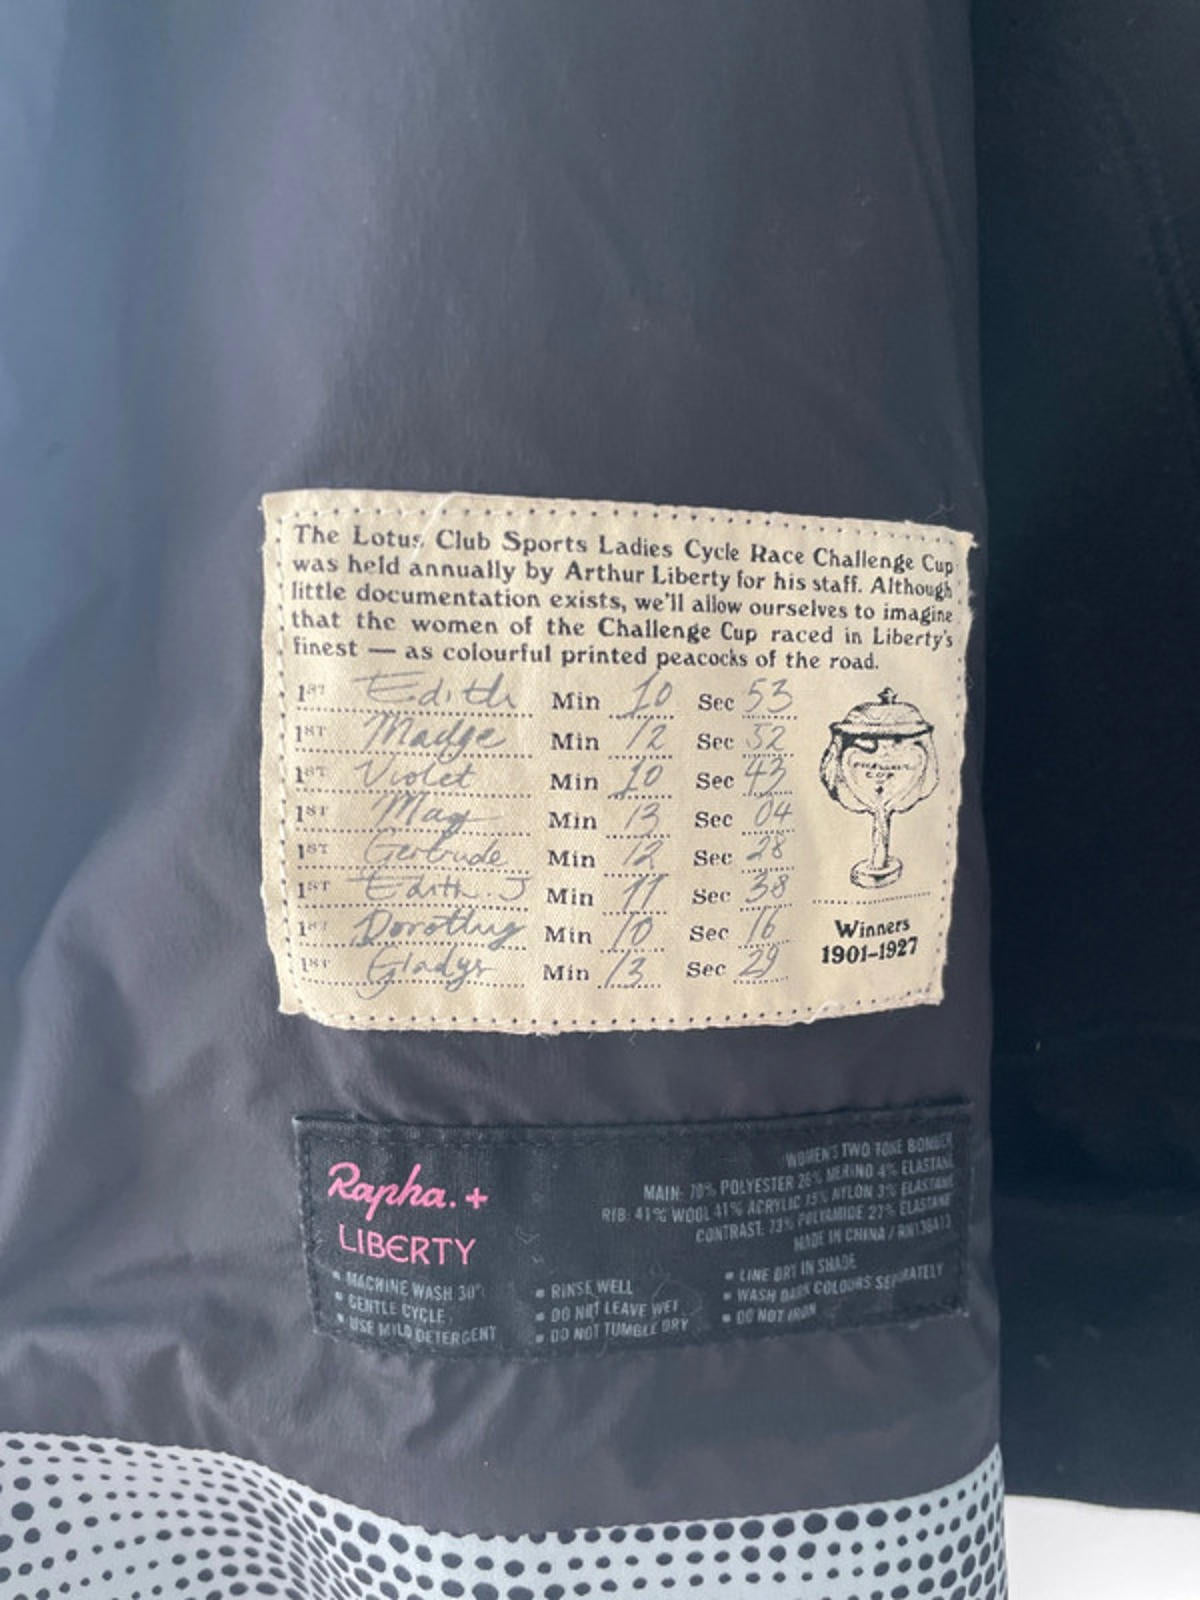 The Lotus Club Sports Ladies Cycle Race Challenge Cup
was held annually by Arthur Liberty for his staff. Although
little documentation exists, we'll allow ourselves to imagine
that the women of the Challenge Cup raced in Liberty's
finest — as colourful printed peacocks of the road.
1ST Edith Min 10 Sec 53
1ST Madge Min 12 Sec 52
1ST Violet Min 10 Sec 43
1ST May Min 13 Sec 04
1ST Gertrude Min 12 Sec 28
1ST Edith. J Min 11 Sec 38
1ST Dorothy Min 10 Sec 16
1ST Gladys Min 13 Sec 29
CUP
Winners
1901–1927
Rapha. +
LIBERTY
WOMEN'S TWO TONE BOMBER
MAIN: 70% POLYESTER 26% MERINO 4% ELASTANE
RIB: 41% WOOL 41% ACRYLIC 15% NYLON 3% ELASTANE
CONTRAST: 73% POLYAMIDE 27% ELASTANE
MADE IN CHINA /
• MACHINE WASH 30°
• GENTLE CYCLE
• USE MILD DETERGENT
• RINSE WELL
• DO NOT LEAVE WET
• DO NOT TUMBLE DRY
• LINE DRY IN SHADE
• WASH DARK COLOURS SEPARATELY
• DO NOT IRON